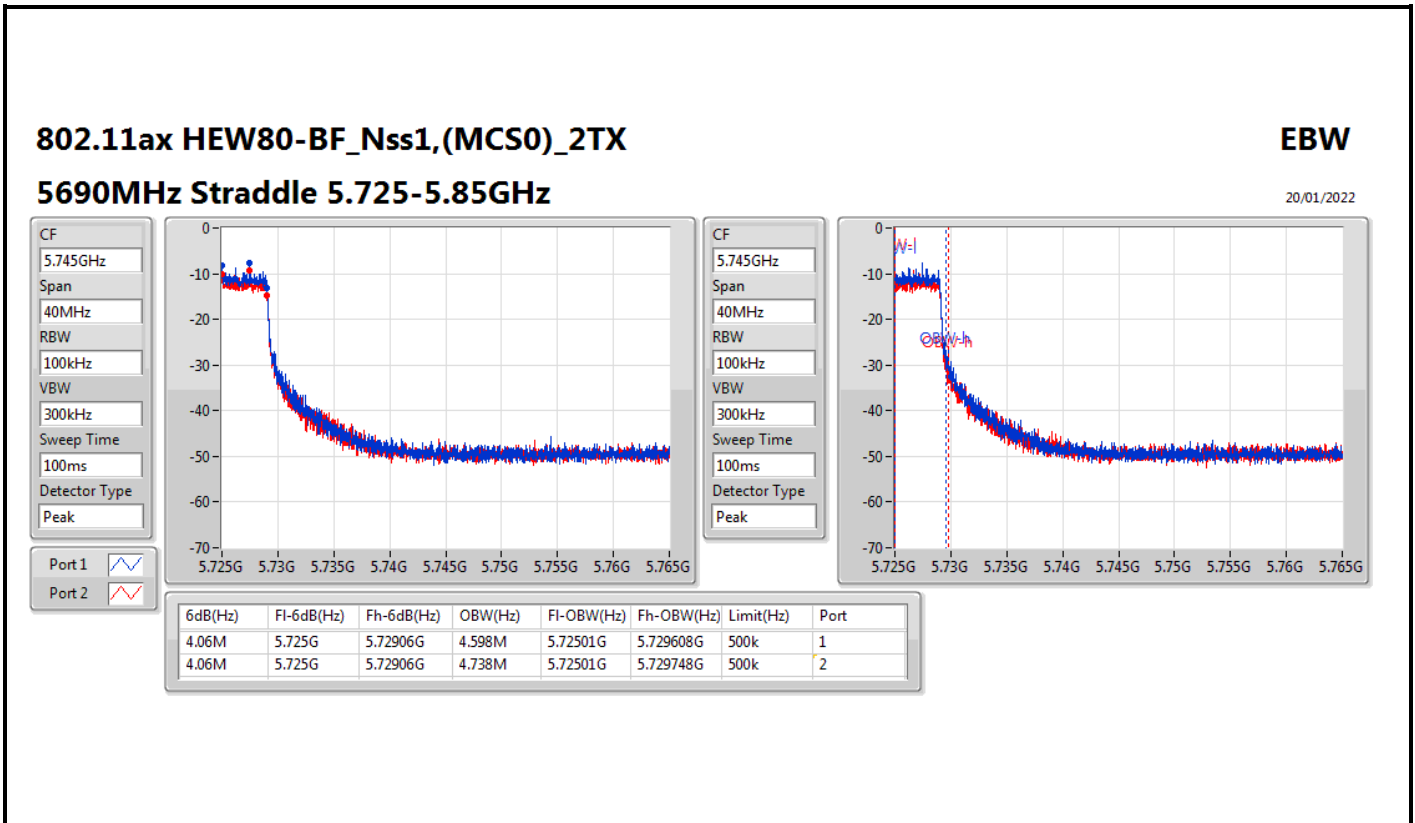 802.11ax HEW80-BF_Nss1,(MCS0)_2TX
EBW
5690MHz Straddle 5.725-5.85GHz
20/01/2022
CF
5.745GHz
Span
40MHz
RBW
100kHz
VBW
300kHz
Sweep Time
100ms
Detector Type
Peak
Port 1
Port 2
0
-10
-20
-30
-40
-50
-60
-70
5.725G 5.73G 5.735G 5.74G 5.745G 5.75G 5.755G 5.76G 5.765G
CF
5.745GHz
Span
40MHz
RBW
100kHz
VBW
300kHz
Sweep Time
100ms
Detector Type
Peak
0
-10
-20
-30
-40
-50
-60
-70
W-l
OBW-h
OBW-h
5.725G 5.73G 5.735G 5.74G 5.745G 5.75G 5.755G 5.76G 5.765G
6dB(Hz) Fl-6dB(Hz) Fh-6dB(Hz) OBW(Hz) Fl-OBW(Hz) Fh-OBW(Hz) Limit(Hz) Port
4.06M 5.725G 5.72906G 4.598M 5.72501G 5.729608G 500k 1
4.06M 5.725G 5.72906G 4.738M 5.72501G 5.729748G 500k 2